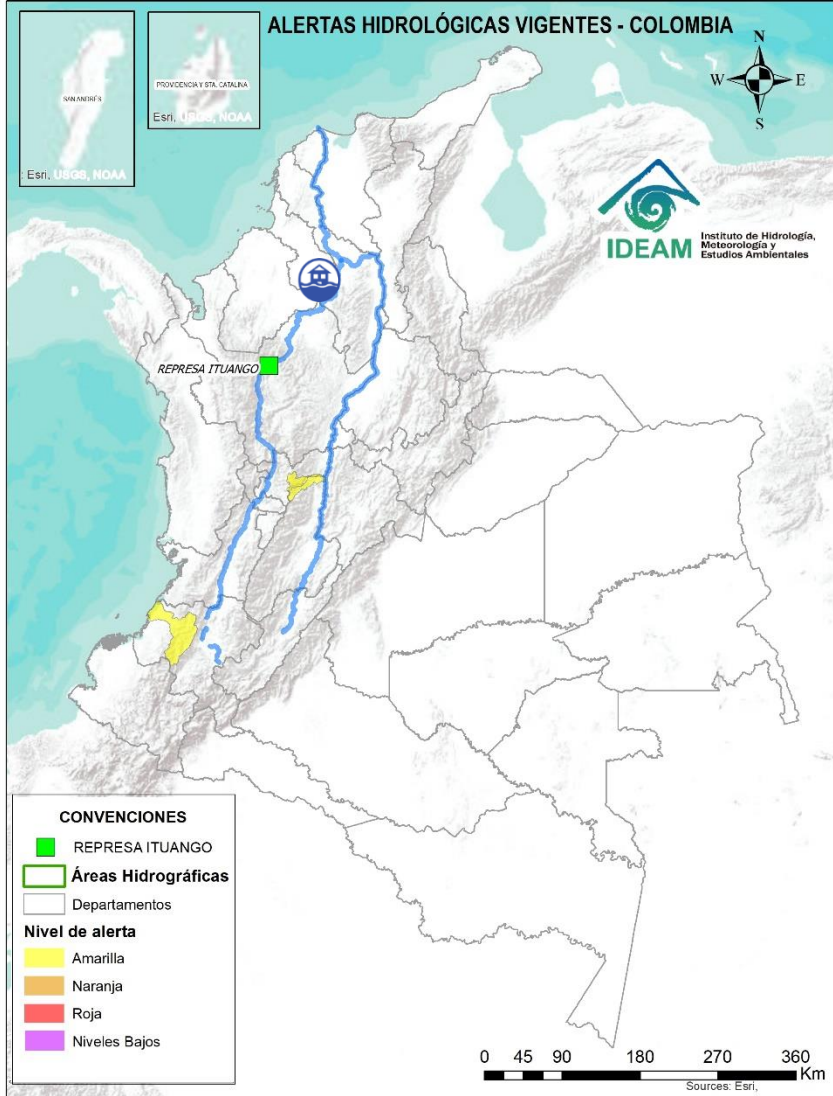 ALERTAS HIDROLÓGICAS VIGENTES - COLOMBIA
SAN ANDRÉS
: Esri, USGS, NOAA
PROVIDENCIA Y STA. CATALINA
Esri, USGS, NOAA
N
W
E
S
IDEAM
Instituto de Hidrología,
Meteorología y
Estudios Ambientales
REPRESA ITUANGO
CONVENCIONES
REPRESA ITUANGO
Áreas Hidrográficas
Departamentos
Nivel de alerta
Amarilla
Naranja
Roja
Niveles Bajos
0 45 90 180 270 360
Km
Sources: Esri,